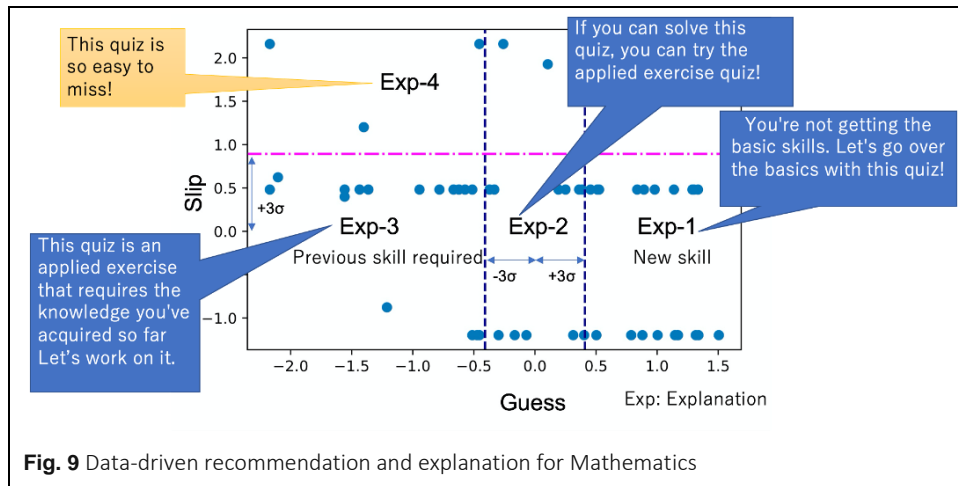 This quiz is
so easy to
miss!
If you can solve this
quiz, you can try the
applied exercise quiz!
You're not getting the
basic skills. Let's go over
the basics with this quiz!
This quiz is an
applied exercise
that requires the
knowledge you've
acquired so far
Let's work on it.
2.0
1.5
1.0
0.5
0.0
−1.0
Slip
Exp-4
+3σ
Exp-3
Exp-2
Exp-1
Previous skill required
New skill
-3σ
+3σ
−2.0 −1.5 −1.0 −0.5 0.0 0.5 1.0 1.5
Guess
Exp: Explanation
Fig. 9 Data-driven recommendation and explanation for Mathematics